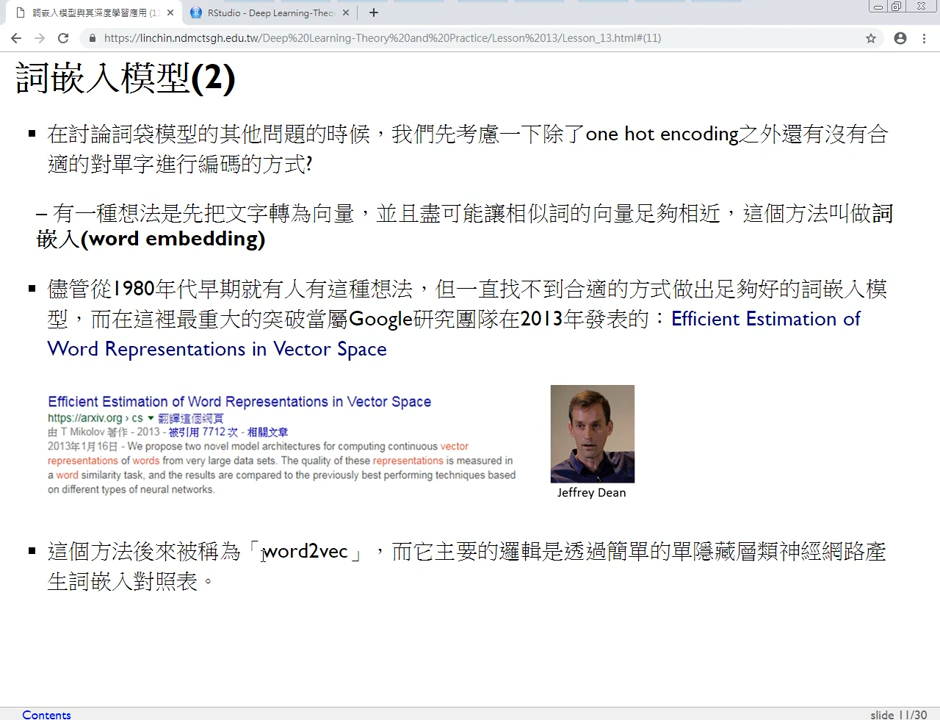 詞嵌入模型與其深度學習應用 (1
RStudio - Deep Learning-Theo
https://linchin.ndmctsgh.edu.tw/Deep%20Learning-Theory%20and%20Practice/Lesson%2013/Lesson_13.html#(11)
詞嵌入模型(2)
在討論詞袋模型的其他問題的時候，我們先考慮一下除了one hot encoding之外還有沒有合
適的對單字進行編碼的方式?
– 有一種想法是先把文字轉為向量，並且盡可能讓相似詞的向量足夠相近，這個方法叫做詞
嵌入(word embedding)
儘管從1980年代早期就有人有這種想法，但一直找不到合適的方式做出足夠好的詞嵌入模
型，而在這裡最重大的突破當屬Google研究團隊在2013年發表的：Efficient Estimation of
Word Representations in Vector Space
Efficient Estimation of Word Representations in Vector Space
https://arxiv.org › cs ▼ 翻譯這個網頁
由 T Mikolov 著作 - 2013 - 被引用 7712 次 - 相關文章
2013年1月16日 - We propose two novel model architectures for computing continuous vector
representations of words from very large data sets. The quality of these representations is measured in
a word similarity task, and the results are compared to the previously best performing techniques based
on different types of neural networks.
Jeffrey Dean
這個方法後來被稱為「word2vec」，而它主要的邏輯是透過簡單的單隱藏層類神經網路產
生詞嵌入對照表。
Contents
slide 11/30